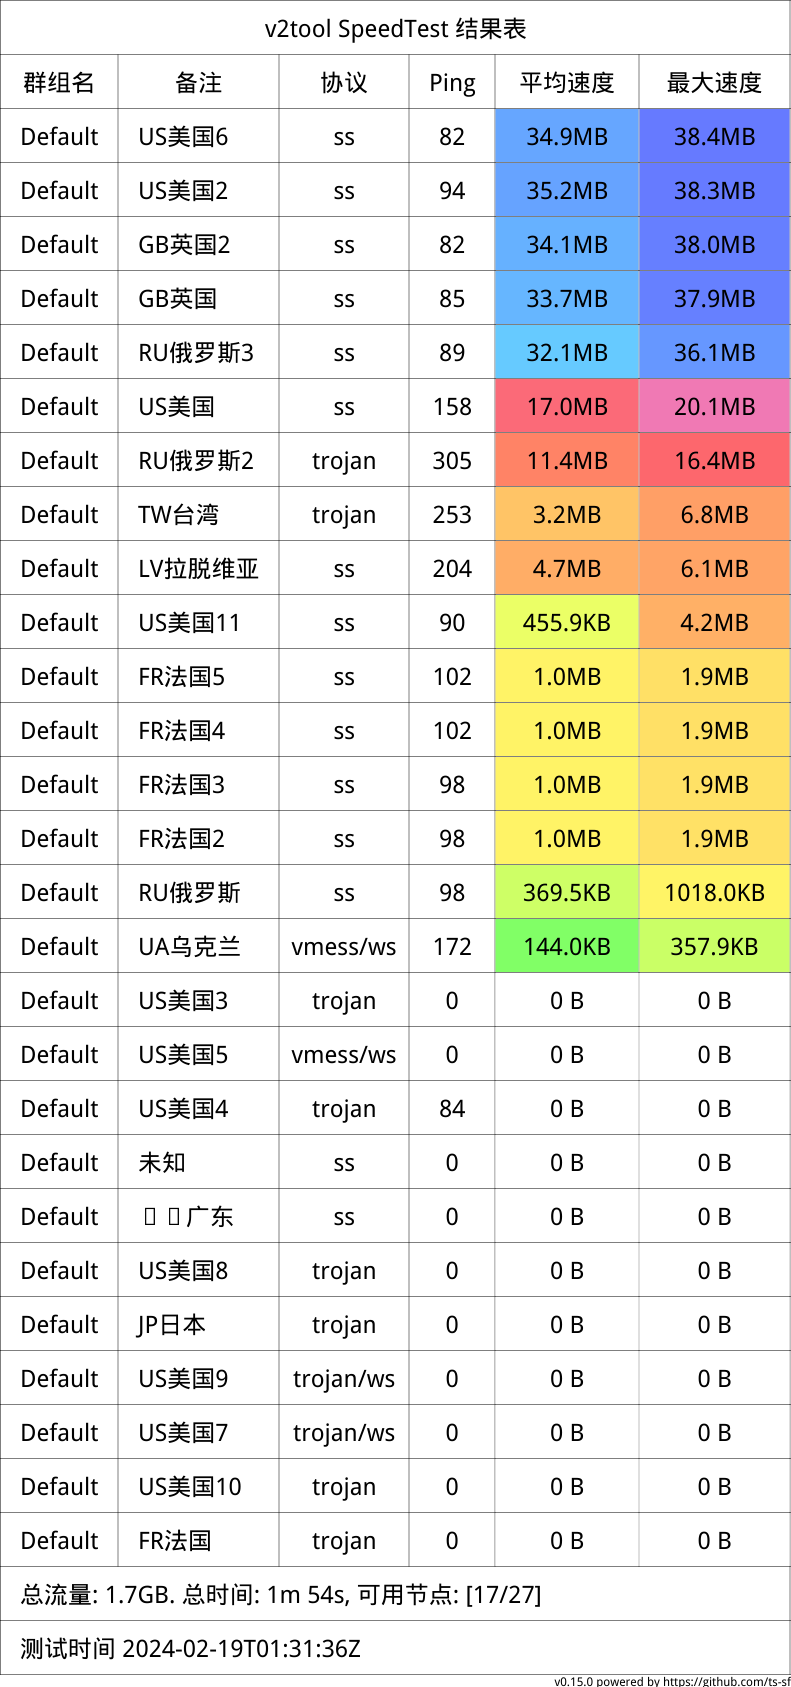 v2tool SpeedTest 结果表
群组名 备注 协议 Ping 平均速度 最大速度
Default US美国6 ss 82 34.9MB 38.4MB
Default US美国2 ss 94 35.2MB 38.3MB
Default GB英国2 ss 82 34.1MB 38.0MB
Default GB英国 ss 85 33.7MB 37.9MB
Default RU俄罗斯3 ss 89 32.1MB 36.1MB
Default US美国 ss 158 17.0MB 20.1MB
Default RU俄罗斯2 trojan 305 11.4MB 16.4MB
Default TW台湾 trojan 253 3.2MB 6.8MB
Default LV拉脱维亚 ss 204 4.7MB 6.1MB
Default US美国11 ss 90 455.9KB 4.2MB
Default FR法国5 ss 102 1.0MB 1.9MB
Default FR法国4 ss 102 1.0MB 1.9MB
Default FR法国3 ss 98 1.0MB 1.9MB
Default FR法国2 ss 98 1.0MB 1.9MB
Default RU俄罗斯 ss 98 369.5KB 1018.0KB
Default UA乌克兰 vmess/ws 172 144.0KB 357.9KB
Default US美国3 trojan 0 0 B 0 B
Default US美国5 vmess/ws 0 0 B 0 B
Default US美国4 trojan 84 0 B 0 B
Default 未知 ss 0 0 B 0 B
Default 广东 ss 0 0 B 0 B
Default US美国8 trojan 0 0 B 0 B
Default JP日本 trojan 0 0 B 0 B
Default US美国9 trojan/ws 0 0 B 0 B
Default US美国7 trojan/ws 0 0 B 0 B
Default US美国10 trojan 0 0 B 0 B
Default FR法国 trojan 0 0 B 0 B
总流量: 1.7GB. 总时间: 1m 54s, 可用节点: [17/27]
测试时间 2024-02-19T01:31:36Z
v0.15.0 powered by https://github.com/ts-sf